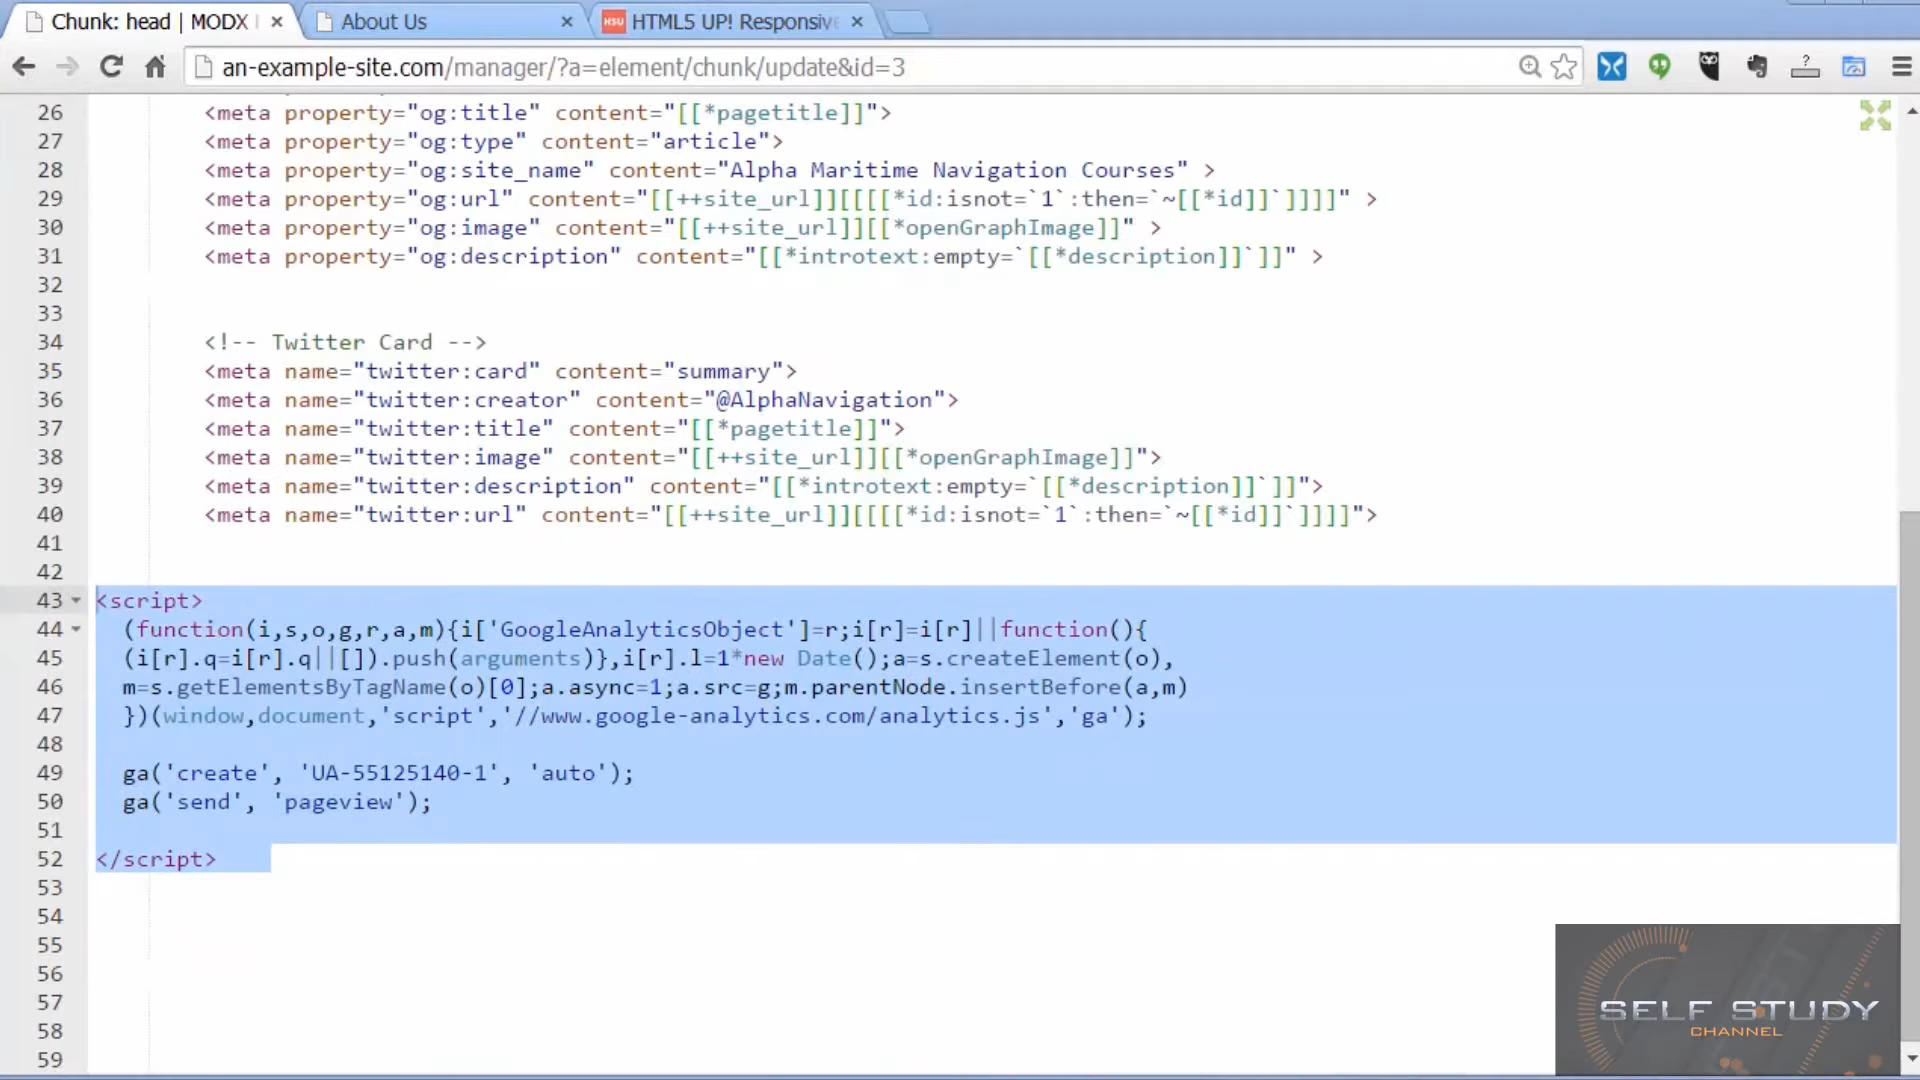 Chunk: head | MODX
About Us
HSU HTML5 UP! Responsive
an-example-site.com/manager/?a=element/chunk/update&id=3
26 <meta property="og:title" content="[[*pagetitle]]">
27 <meta property="og:type" content="article">
28 <meta property="og:site_name" content="Alpha Maritime Navigation Courses" >
29 <meta property="og:url" content="[[++site_url]][[[[*id:isnot=`1`:then=`~[[*id]]`]]]]" >
30 <meta property="og:image" content="[[++site_url]][[*openGraphImage]]" >
31 <meta property="og:description" content="[[*introtext:empty=`[[*description]]`]]" >
32
33
34 <!-- Twitter Card -->
35 <meta name="twitter:card" content="summary">
36 <meta name="twitter:creator" content="@AlphaNavigation">
37 <meta name="twitter:title" content="[[*pagetitle]]">
38 <meta name="twitter:image" content="[[++site_url]][[*openGraphImage]]">
39 <meta name="twitter:description" content="[[*introtext:empty=`[[*description]]`]]">
40 <meta name="twitter:url" content="[[++site_url]][[[[*id:isnot=`1`:then=`~[[*id]]`]]]]">
41
42
43 <script>
44 (function(i,s,o,g,r,a,m){i['GoogleAnalyticsObject']=r;i[r]=i[r]||function(){
45 (i[r].q=i[r].q||[]).push(arguments)},i[r].l=1*new Date();a=s.createElement(o),
46 m=s.getElementsByTagName(o)[0];a.async=1;a.src=g;m.parentNode.insertBefore(a,m)
47 })(window,document,'script','//www.google-analytics.com/analytics.js','ga');
48
49 ga('create', 'UA-55125140-1', 'auto');
50 ga('send', 'pageview');
51
52 </script>
53
54
55
56
57
58
59
SELF STUDY
CHANNEL